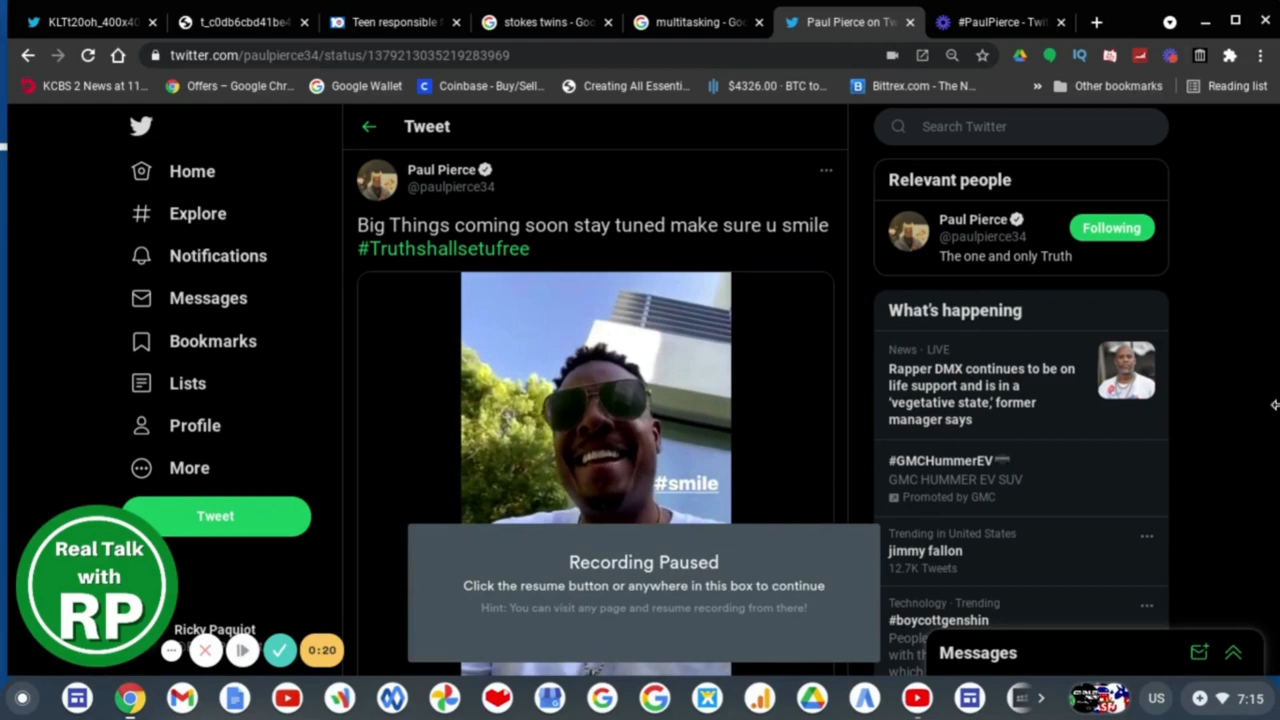 KLTt20oh_400x40
t_c0db6cbd41be4
Teen responsible f
stokes twins - Goo
multitasking - Goo
Paul Pierce on Tw
#PaulPierce - Twi
twitter.com/paulpierce34/status/1379213035219283969
KCBS 2 News at 11...
Offers – Google Chr...
Google Wallet
Coinbase - Buy/Sell...
Creating All Essenti...
$4326.00 · BTC to...
Bittrex.com - The N...
»
Other bookmarks
Reading list
Home
Explore
Notifications
Messages
Bookmarks
Lists
Profile
More
Tweet
Real Talk
with
RP
Ricky Paquiot
0:20
Tweet
Paul Pierce
@paulpierce34
Big Things coming soon stay tuned make sure u smile
#Truthshallsetufree
#smile
Recording Paused
Click the resume button or anywhere in this box to continue
Hint: You can visit any page and resume recording from there!
Search Twitter
Relevant people
Paul Pierce
@paulpierce34
Following
The one and only Truth
What's happening
News · LIVE
Rapper DMX continues to be on
life support and is in a
'vegetative state,' former
manager says
#GMCHummerEV
GMC HUMMER EV SUV
Promoted by GMC
Trending in United States
jimmy fallon
12.7K Tweets
Technology · Trending
#boycottgenshin
People
with th
which
Messages
US
7:15